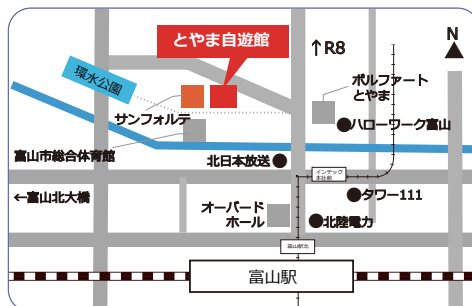 とやま自遊館
↑R8
N
環水公園
ボルファート
とやま
サンフォルテ
ハローワーク富山
富山市総合体育館
北日本放送
インテック
本社前
←富山北大橋
タワー111
オーバード
ホール
北陸電力
富山駅北
富山駅